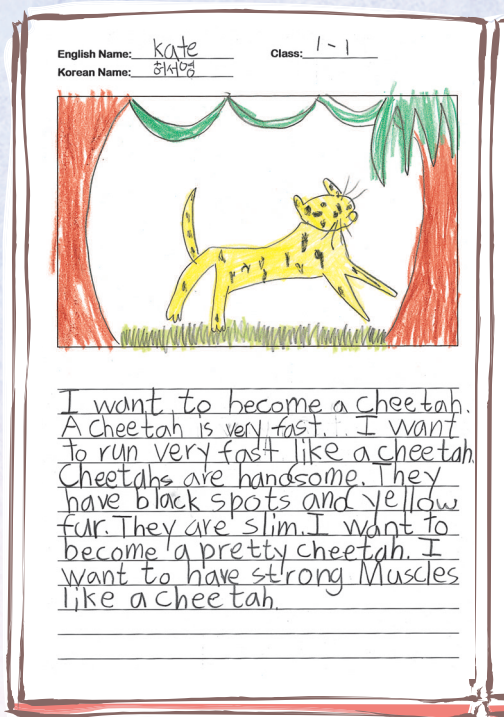 English Name: Kate Class: 1-1
Korean Name: 허서영
I want to become a cheetah.
A cheetah is very fast. I want
to run very fast like a cheetah.
Cheetahs are handsome. They
have black spots and yellow
fur. They are slim. I want to
become a pretty cheetah. I
want to have strong Muscles
like a cheetah.